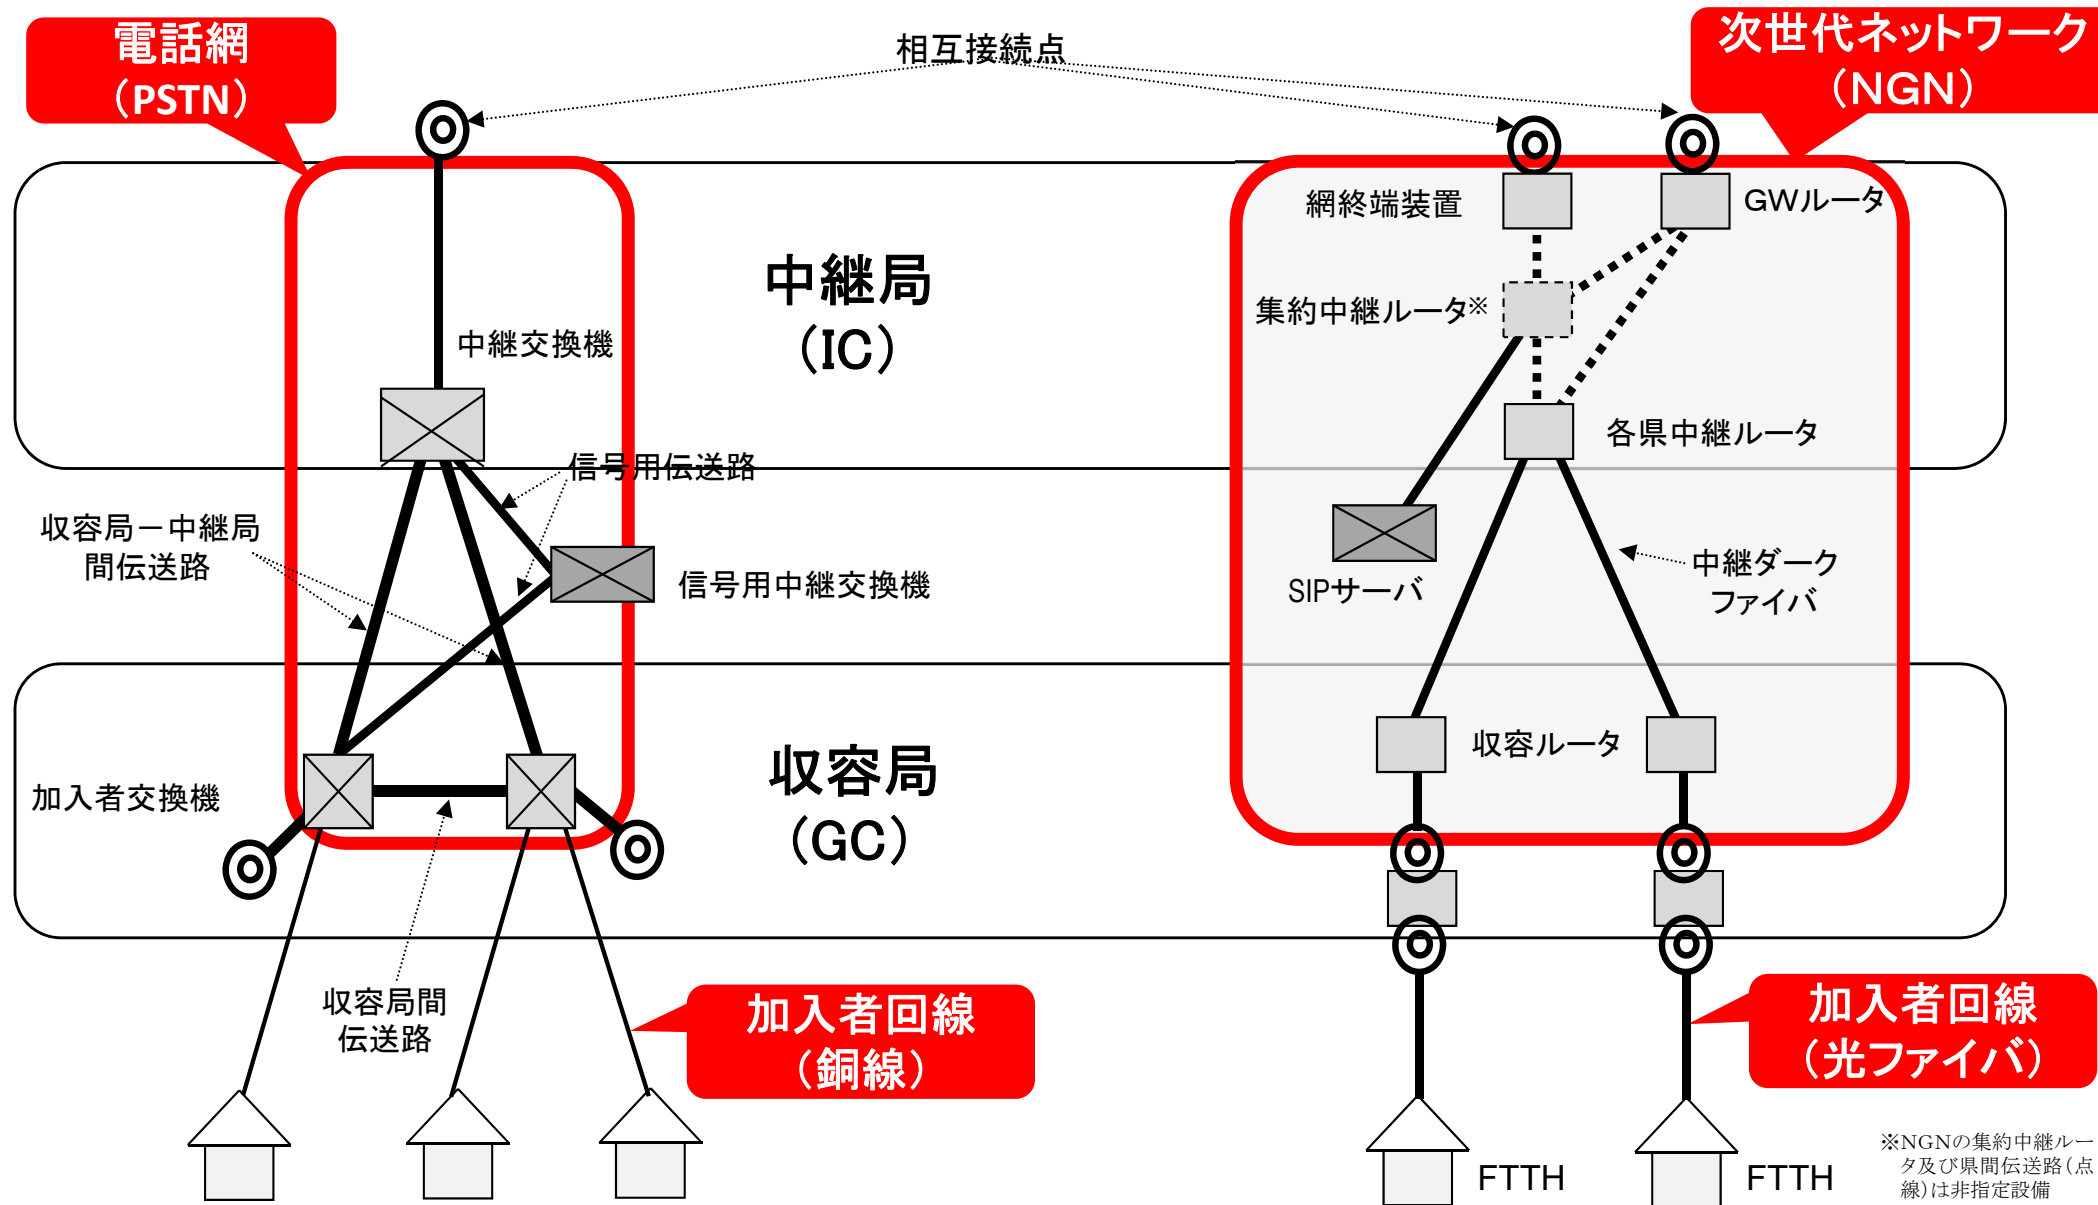 電話網
（PSTN）
相互接続点
次世代ネットワーク
（NGN）
網終端装置
GWルータ
中継局
（IC）
集約中継ルータ※
中継交換機
各県中継ルータ
信号用伝送路
収容局－中継局
間伝送路
信号用中継交換機
SIPサーバ
中継ダーク
ファイバ
収容局
（GC）
収容ルータ
加入者交換機
収容局間
伝送路
加入者回線
（銅線）
加入者回線
（光ファイバ）
FTTH
FTTH
※NGNの集約中継ルー
タ及び県間伝送路（点
線）は非指定設備